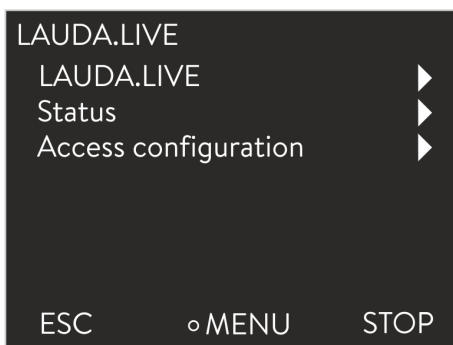 LAUDA.LIVE
LAUDA.LIVE
Status
Access configuration
ESC ○ MENU STOP